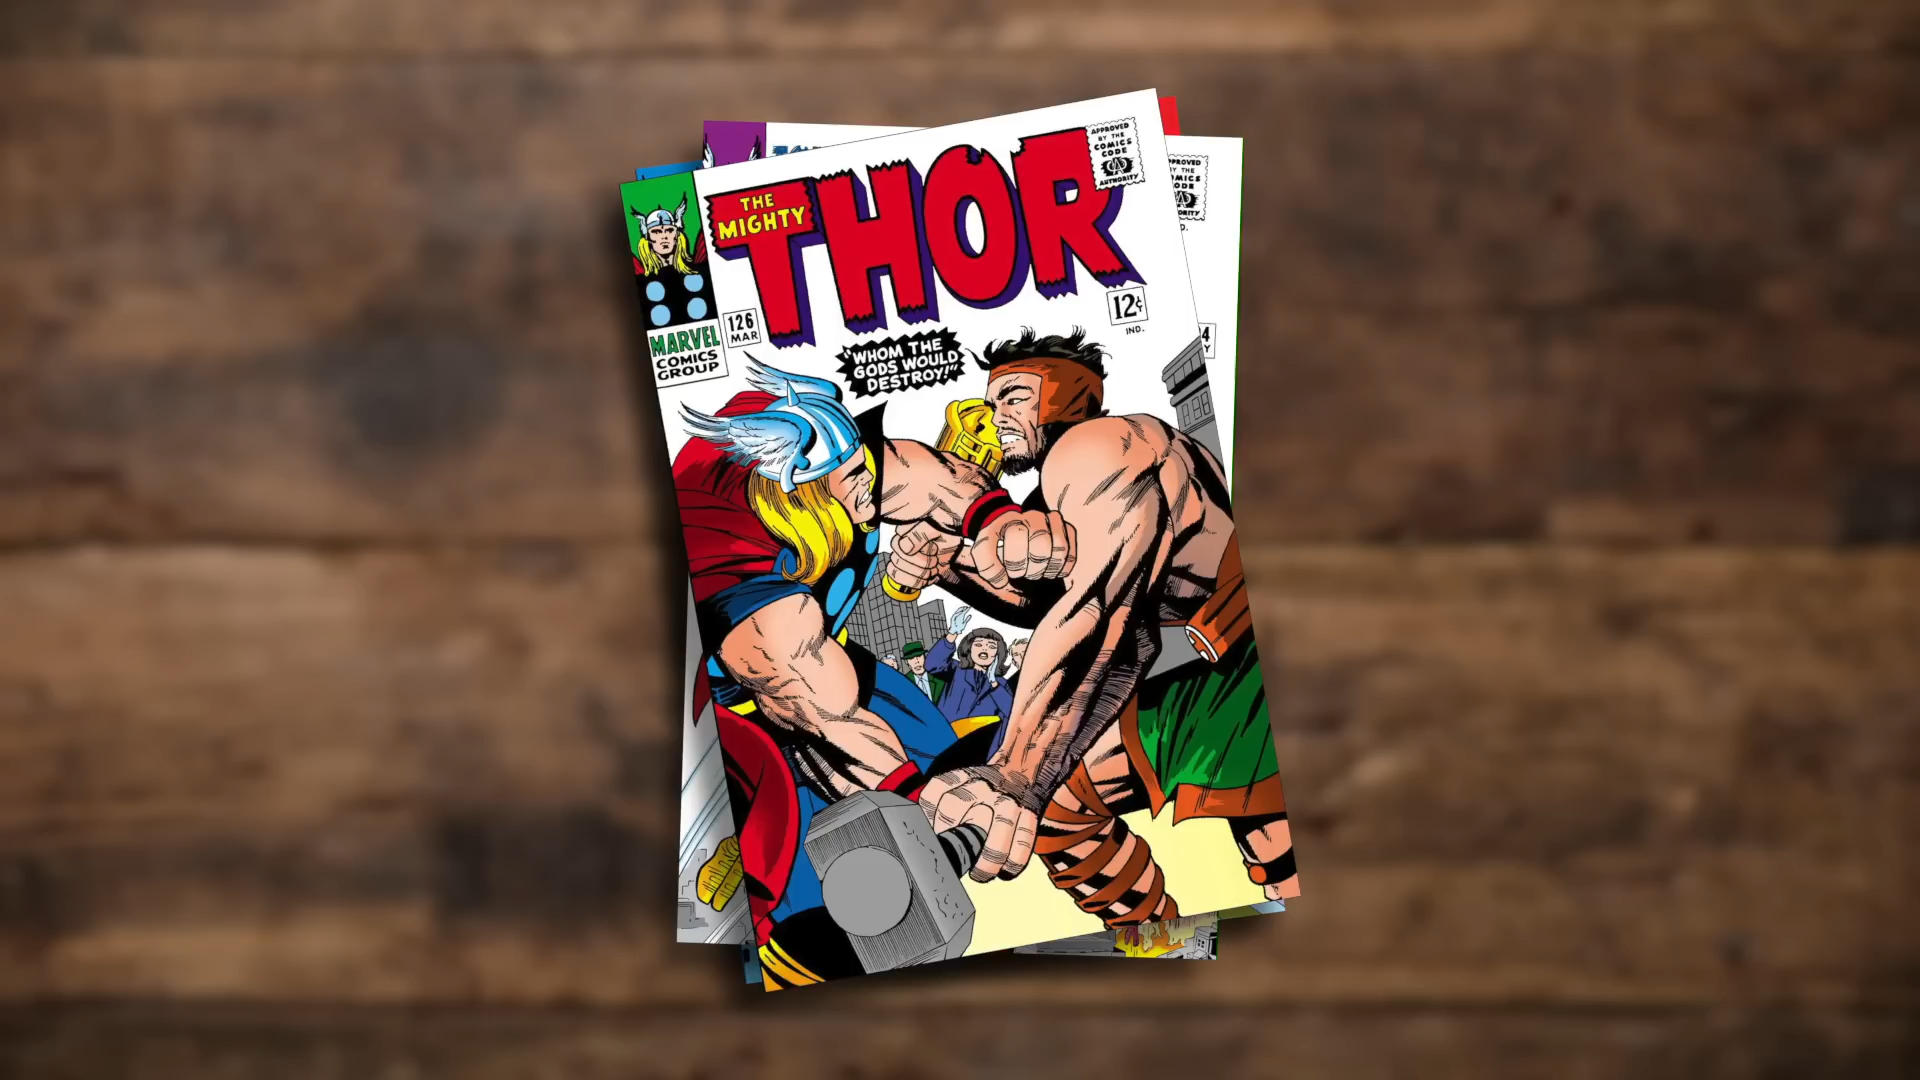 THE
MIGHTY
THOR
APPROVED
BY THE
COMICS
CODE
AUTHORITY
126
MAR
12¢
IND.
MARVEL
COMICS
GROUP
"WHOM THE
GODS WOULD
DESTROY!"